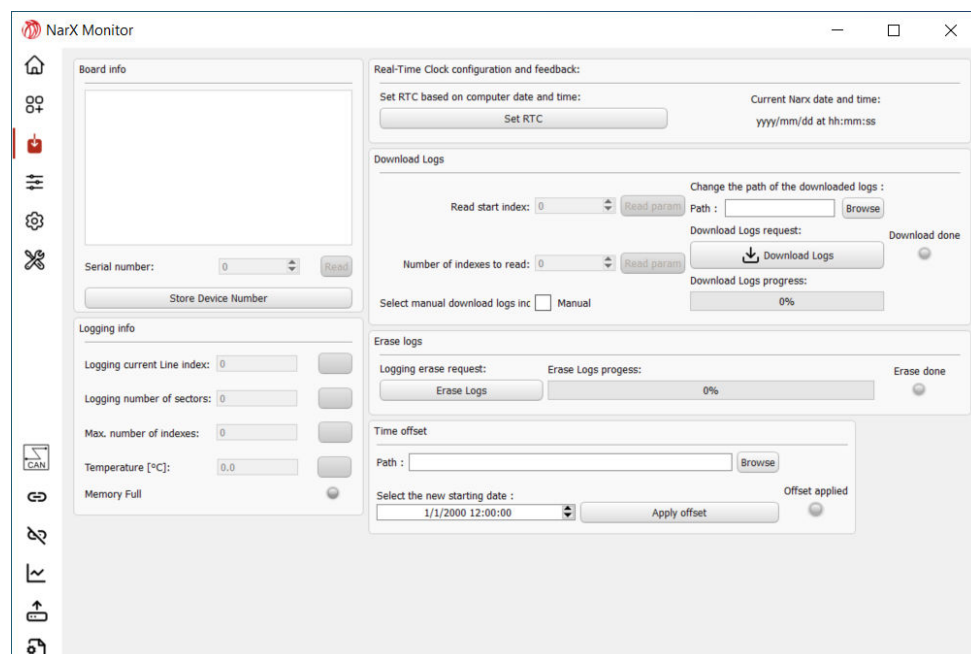 NarX Monitor
Board info
Serial number: 0 Read
Store Device Number
Logging info
Logging current Line index: 0
Logging number of sectors: 0
Max. number of indexes: 0
Temperature [ºC]: 0.0
Memory Full
CAN
Real-Time Clock configuration and feedback:
Set RTC based on computer date and time:
Set RTC
Current Narx date and time:
yyyy/mm/dd at hh:mm:ss
Download Logs
Read start index: 0 Read param
Number of indexes to read: 0 Read param
Select manual download logs inc Manual
Change the path of the downloaded logs :
Path : Browse
Download Logs request:
Download Logs
Download done
Download Logs progress:
0%
Erase logs
Logging erase request:
Erase Logs
Erase Logs progess:
0%
Erase done
Time offset
Path : Browse
Select the new starting date :
1/1/2000 12:00:00
Apply offset
Offset applied